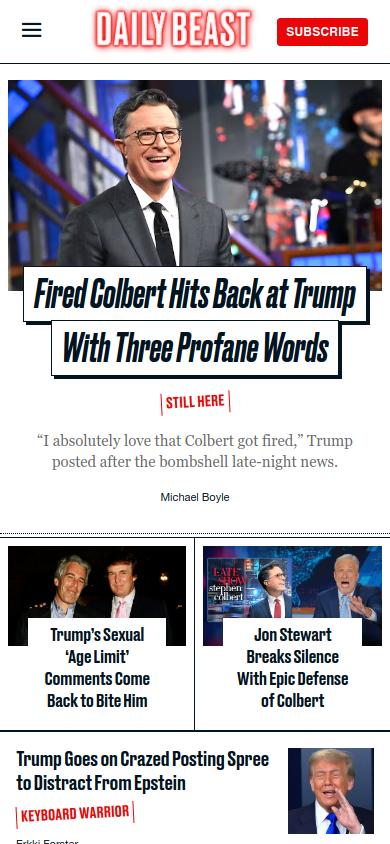 DAILY BEAST
SUBSCRIBE
Fired Colbert Hits Back at Trump
With Three Profane Words
STILL HERE
“I absolutely love that Colbert got fired,” Trump
posted after the bombshell late-night news.
Michael Boyle
LATE
SHOW
stephen
colbert
Trump’s Sexual
‘Age Limit’
Comments Come
Back to Bite Him
Jon Stewart
Breaks Silence
With Epic Defense
of Colbert
Trump Goes on Crazed Posting Spree
to Distract From Epstein
KEYBOARD WARRIOR